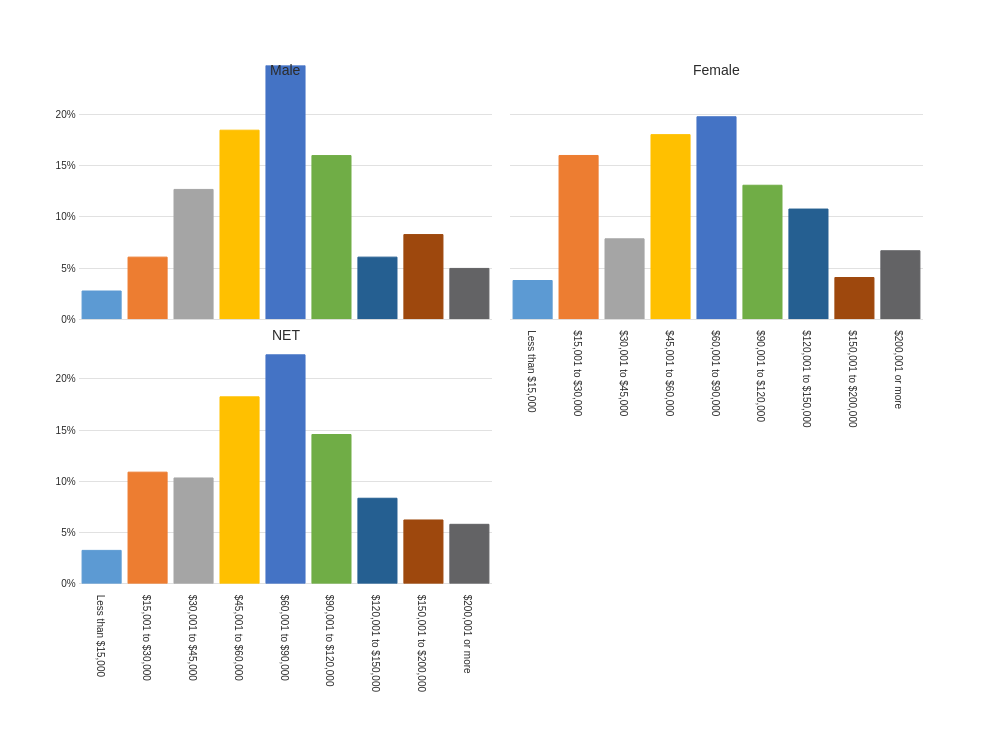 Male
Female
20%
15%
10%
5%
0%
Less than $15,000
$15,001 to $30,000
$30,001 to $45,000
$45,001 to $60,000
$60,001 to $90,000
$90,001 to $120,000
$120,001 to $150,000
$150,001 to $200,000
$200,001 or more
NET
20%
15%
10%
5%
0%
Less than $15,000
$15,001 to $30,000
$30,001 to $45,000
$45,001 to $60,000
$60,001 to $90,000
$90,001 to $120,000
$120,001 to $150,000
$150,001 to $200,000
$200,001 or more